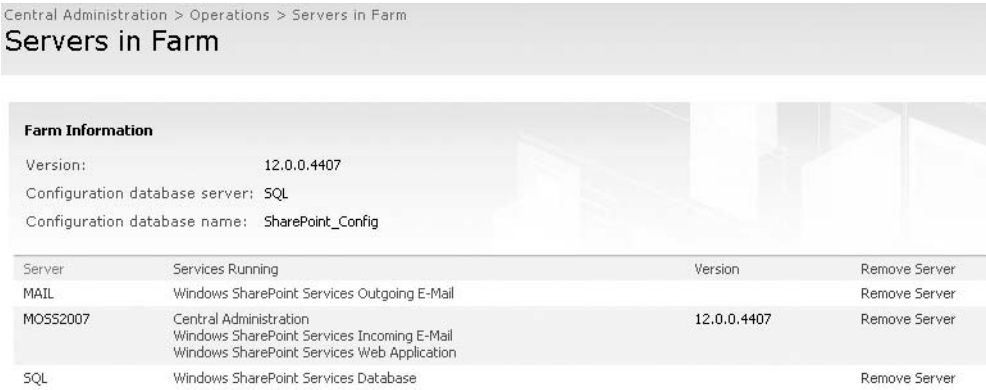 Central Administration > Operations > Servers in Farm
Servers in Farm
Farm Information
Version: 12.0.0.4407
Configuration database server: SQL
Configuration database name: SharePoint_Config
Server Services Running Version Remove Server
MAIL Windows SharePoint Services Outgoing E-Mail Remove Server
MOSS2007 Central Administration 12.0.0.4407 Remove Server
Windows SharePoint Services Incoming E-Mail
Windows SharePoint Services Web Application
SQL Windows SharePoint Services Database Remove Server